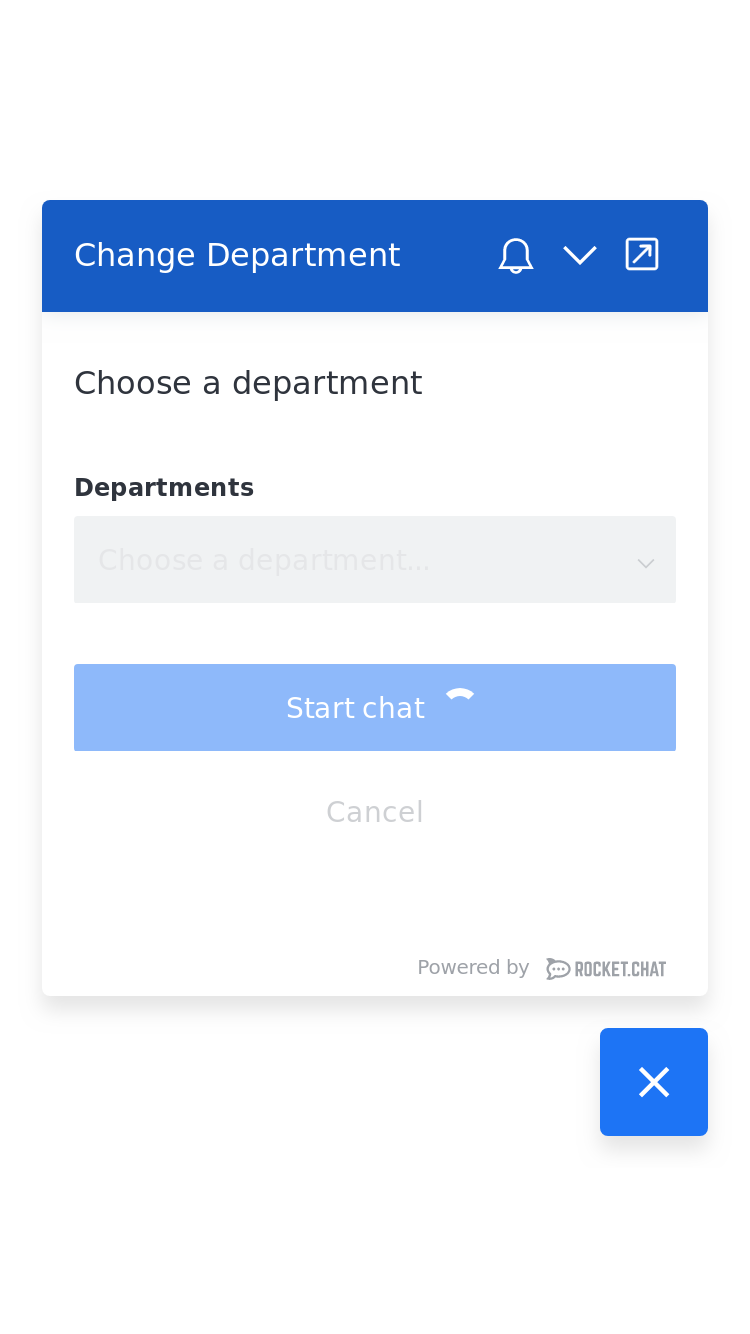 Change Department
Choose a department
Departments
Choose a department...
Start chat
Cancel
Powered by ROCKET.CHAT